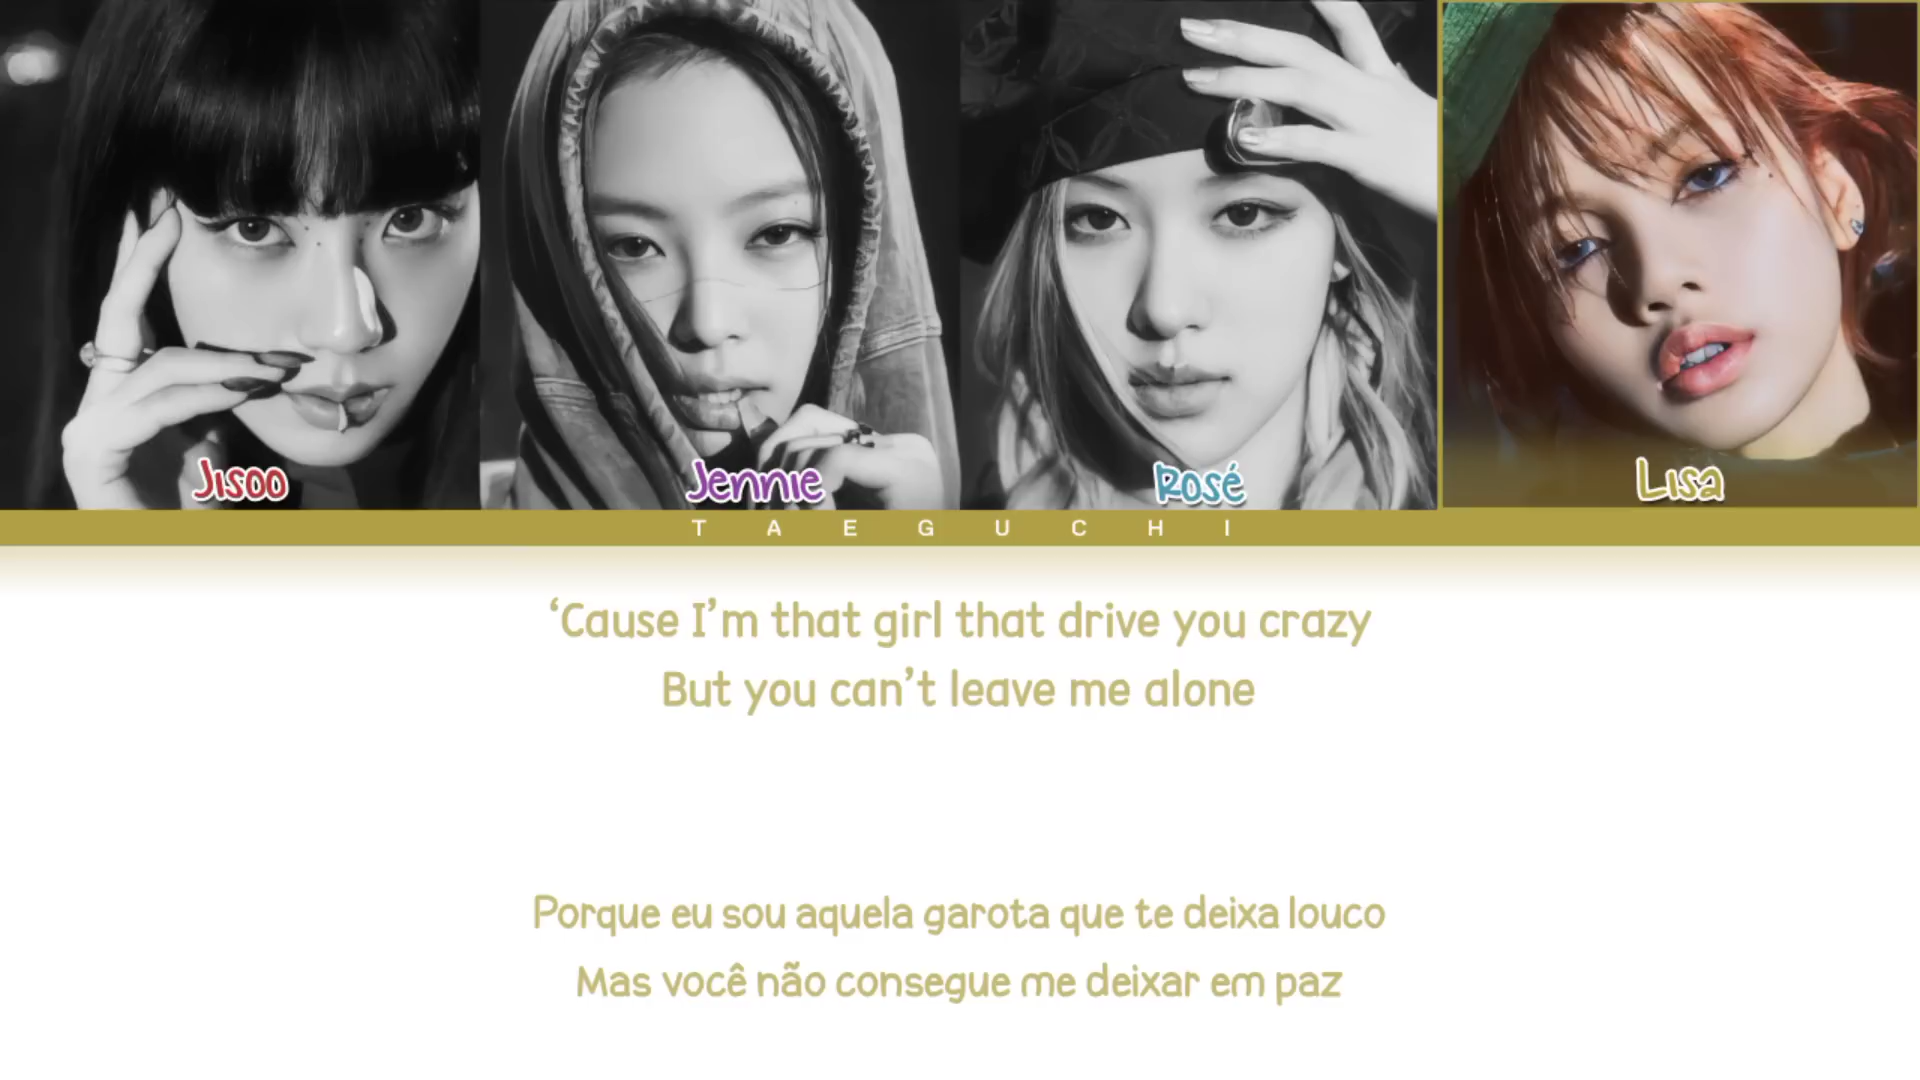 Jisoo
Jennie
Rosé
Lisa
TAEGUCHI
‘Cause I’m that girl that drive you crazy
But you can’t leave me alone
Porque eu sou aquela garota que te deixa louco
Mas você não consegue me deixar em paz